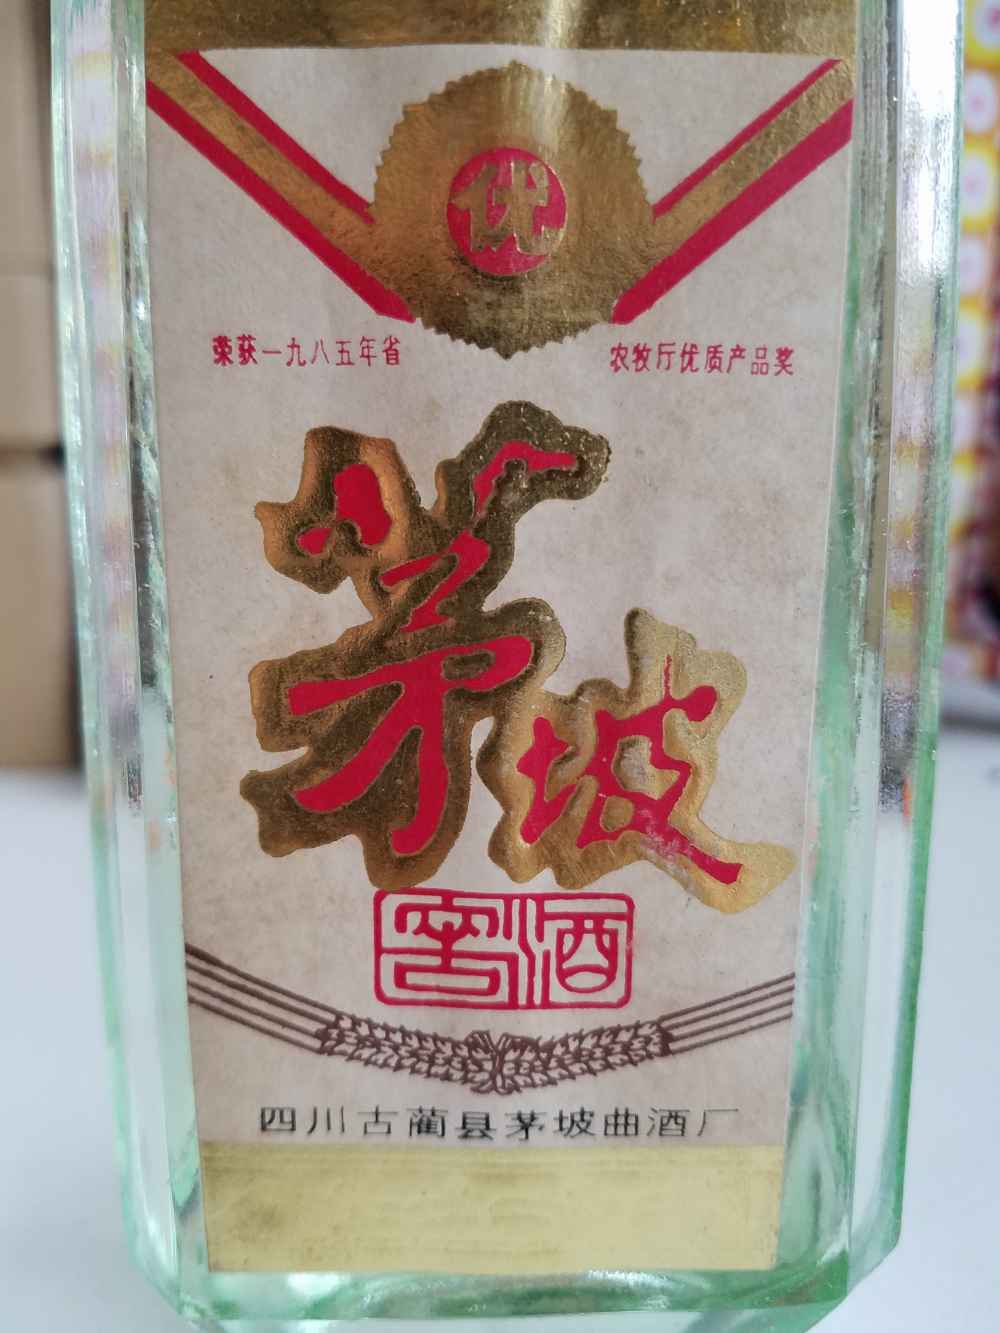 优
荣获一九八五年省 农牧厅优质产品奖
茅坡
窖酒
四川古蔺县茅坡曲酒厂